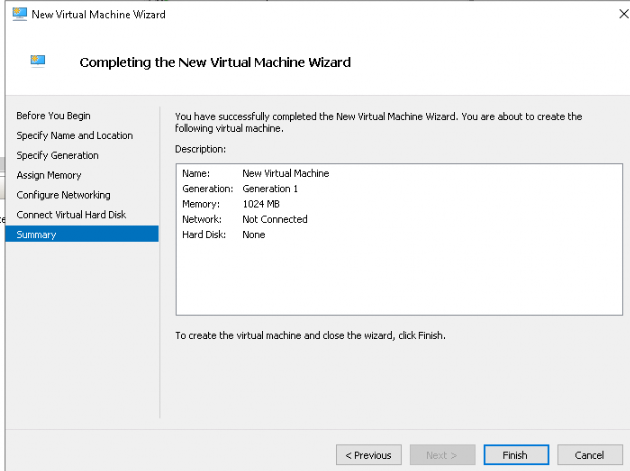 New Virtual Machine Wizard
Completing the New Virtual Machine Wizard
Before You Begin
Specify Name and Location
Specify Generation
Assign Memory
Configure Networking
Connect Virtual Hard Disk
Summary
You have successfully completed the New Virtual Machine Wizard. You are about to create the
following virtual machine.
Description:
Name: New Virtual Machine
Generation: Generation 1
Memory: 1024 MB
Network: Not Connected
Hard Disk: None
To create the virtual machine and close the wizard, click Finish.
< Previous Next > Finish Cancel